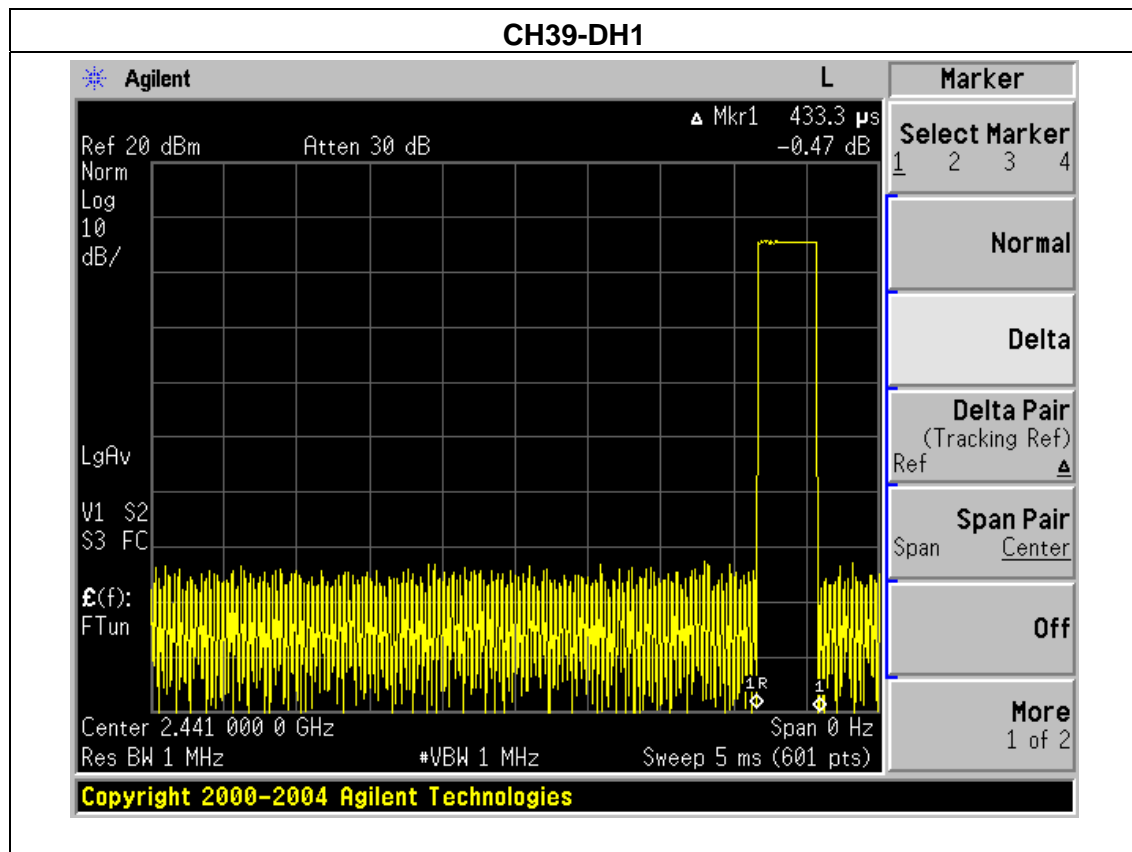 CH39-DH1
Agilent L Marker
Δ Mkr1 433.3 µs
Ref 20 dBm Atten 30 dB -0.47 dB
Norm
Log
10
dB/
LgAv
V1 S2
S3 FC
£(f):
FTun
1R 1
Center 2.441 000 0 GHz Span 0 Hz
Res BW 1 MHz #VBW 1 MHz Sweep 5 ms (601 pts)
Select Marker
1 2 3 4
Normal
Delta
Delta Pair
(Tracking Ref)
Ref Δ
Span Pair
Span Center
Off
More
1 of 2
Copyright 2000-2004 Agilent Technologies